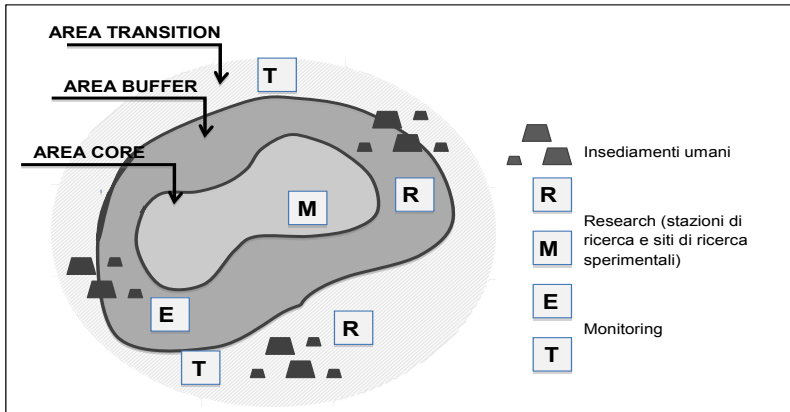 AREA TRANSITION
T
AREA BUFFER
AREA CORE
M
R
E
R
T
Insediamenti umani
R
Research (stazioni di
ricerca e siti di ricerca
M
sperimentali)
E
Monitoring
T